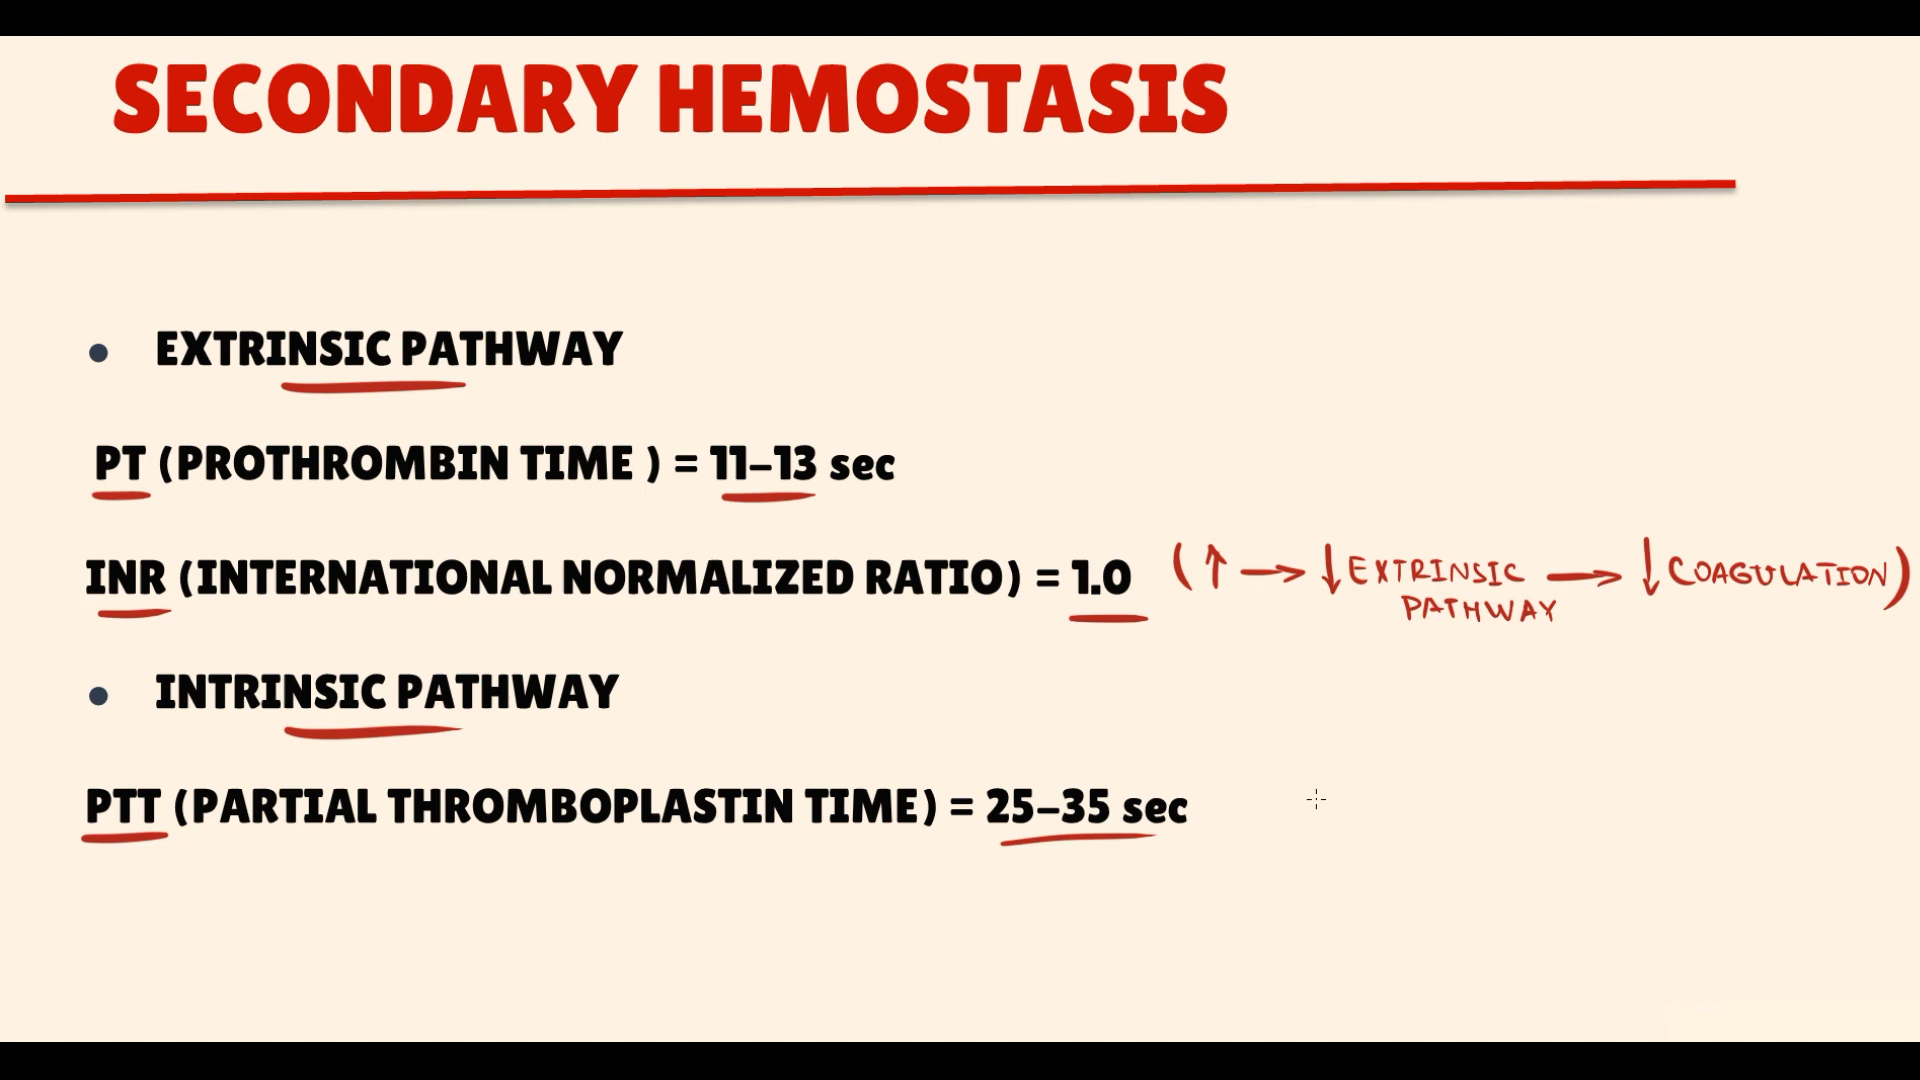 SECONDARY HEMOSTASIS
• EXTRINSIC PATHWAY
PT (PROTHROMBIN TIME ) = 11-13 sec
INR (INTERNATIONAL NORMALIZED RATIO) = 1.0 (↑ → ↓ EXTRINSIC PATHWAY → ↓ COAGULATION)
• INTRINSIC PATHWAY
PTT (PARTIAL THROMBOPLASTIN TIME) = 25-35 sec